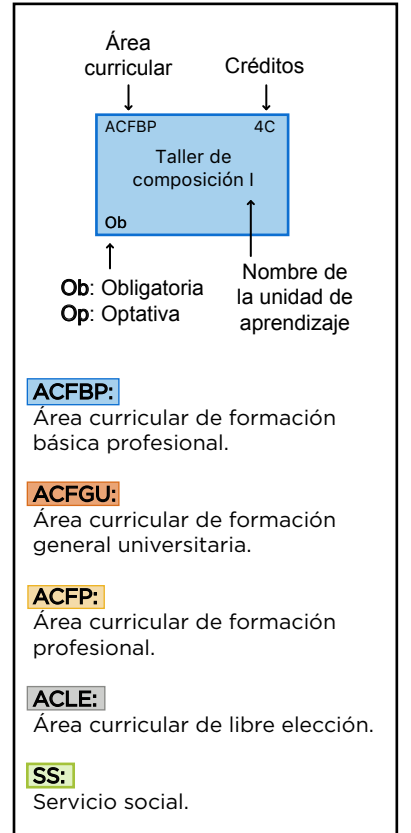 Área
curricular
Créditos
ACFBP 4C
Taller de
composición I
Ob
Ob: Obligatoria
Op: Optativa
Nombre de
la unidad de
aprendizaje
ACFBP:
Área curricular de formación
básica profesional.
ACFGU:
Área curricular de formación
general universitaria.
ACFP:
Área curricular de formación
profesional.
ACLE:
Área curricular de libre elección.
SS:
Servicio social.